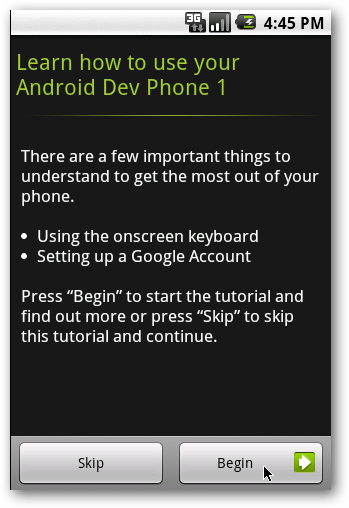 3G 4:45 PM
Learn how to use your
Android Dev Phone 1
There are a few important things to
understand to get the most out of your
phone.
• Using the onscreen keyboard
• Setting up a Google Account
Press “Begin” to start the tutorial and
find out more or press “Skip” to skip
this tutorial and continue.
Skip Begin